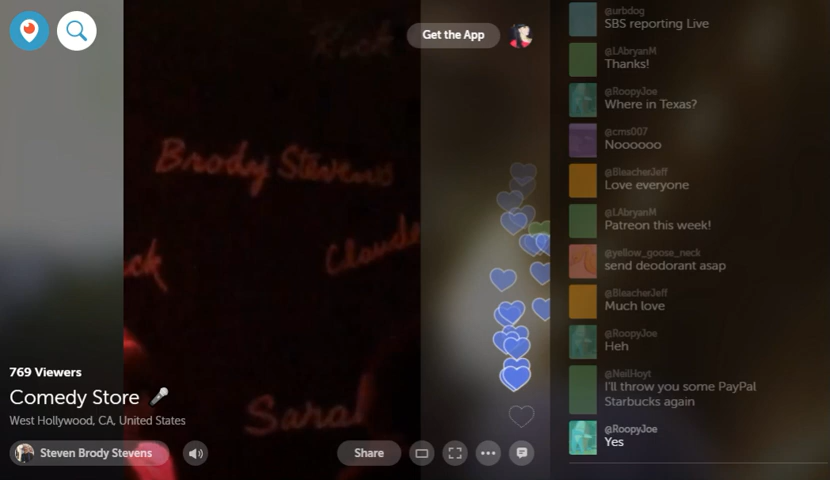 Rick
Get the App
Brody Stevens
ck
Claude
Sarah
769 Viewers
Comedy Store 🎤
West Hollywood, CA, United States
Steven Brody Stevens
Share
@urbdog
SBS reporting Live
@LAbryanM
Thanks!
@RoopyJoe
Where in Texas?
@cms007
Noooooo
@BleacherJeff
Love everyone
@LAbryanM
Patreon this week!
@yellow_goose_neck
send deodorant asap
@BleacherJeff
Much love
@RoopyJoe
Heh
@NeilHoyt
I'll throw you some PayPal
Starbucks again
@RoopyJoe
Yes